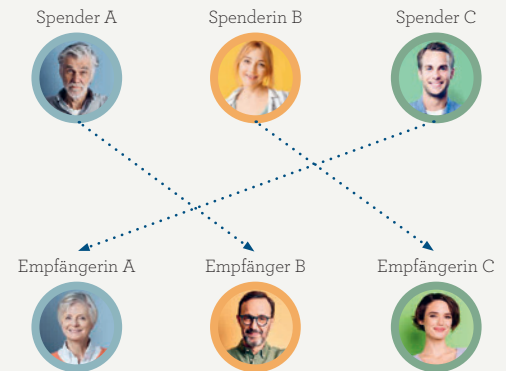 Spender A
Spenderin B
Spender C
Empfängerin A
Empfänger B
Empfängerin C